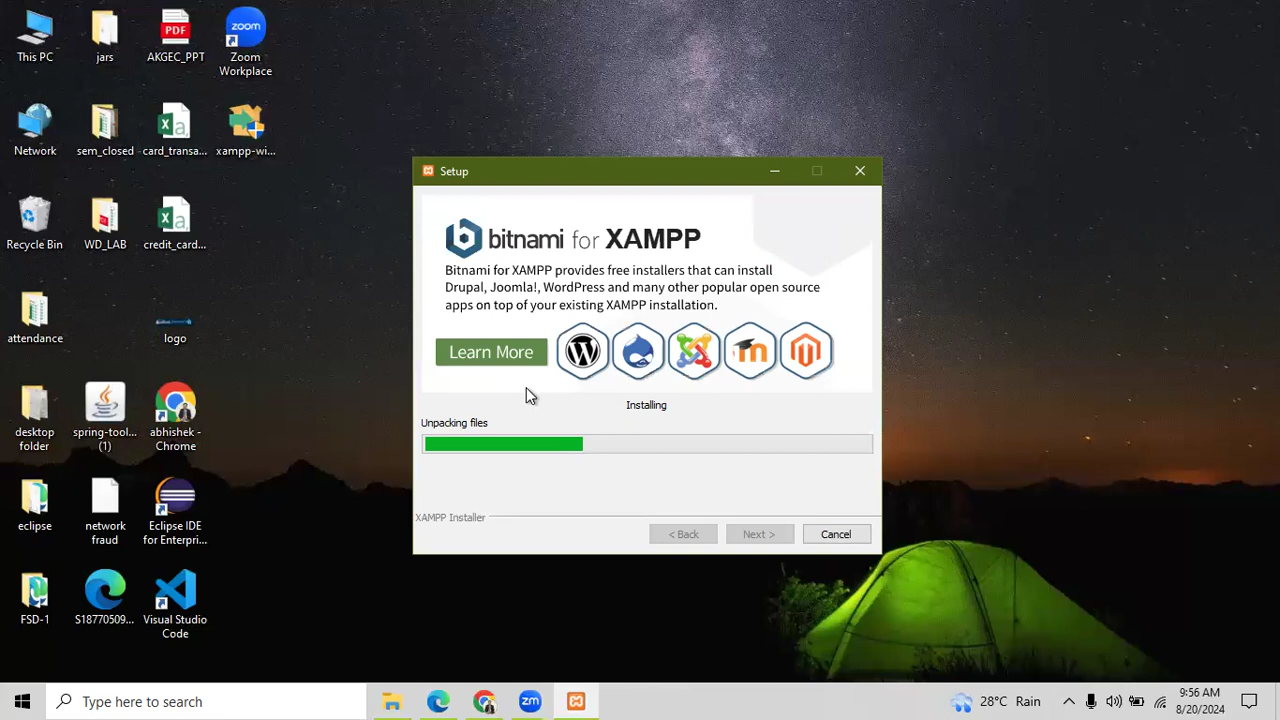 This PC
jars
AKGEC_PPT
PDF
Zoom
Workplace
zoom
Network
sem_closed
card_transa...
xampp-wi...
Recycle Bin
WD_LAB
credit_card...
attendance
logo
desktop
folder
spring-tool...
(1)
abhishek -
Chrome
eclipse
network
fraud
Eclipse IDE
for Enterpri...
FSD-1
S18770509...
Visual Studio
Code
Setup
bitnami for XAMPP
Bitnami for XAMPP provides free installers that can install
Drupal, Joomla!, WordPress and many other popular open source
apps on top of your existing XAMPP installation.
Learn More
Installing
Unpacking files
XAMPP Installer
< Back
Next >
Cancel
Type here to search
zm
28°C Rain
9:56 AM
8/20/2024